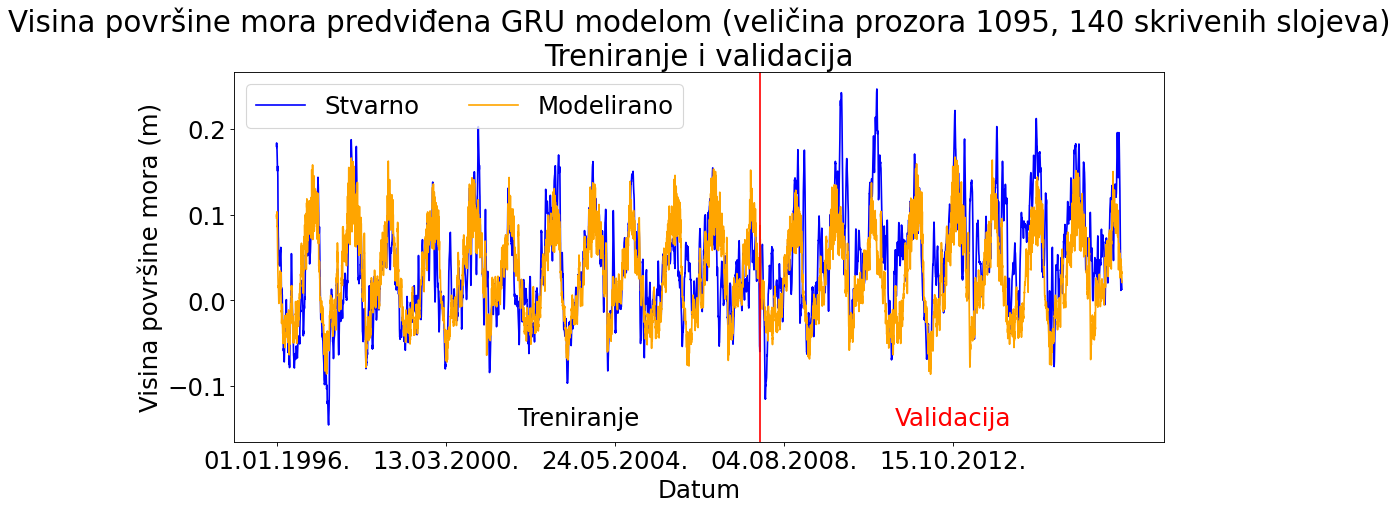 Visina površine mora predviđena GRU modelom (veličina prozora 1095, 140 skrivenih slojeva)
Treniranje i validacija
Stvarno
Modelirano
Visina površine mora (m)
0.2
0.1
0.0
−0.1
Treniranje
Validacija
01.01.1996.
13.03.2000.
24.05.2004.
04.08.2008.
15.10.2012.
Datum